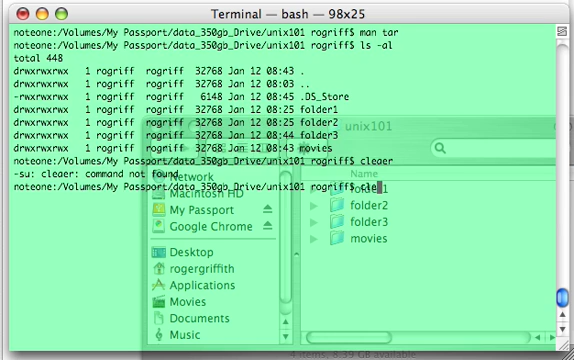 Terminal — bash — 98x25
noteone:/Volumes/My Passport/data_350gb_Drive/unix101 rogriff$ man tar
noteone:/Volumes/My Passport/data_350gb_Drive/unix101 rogriff$ ls -al
total 448
drwxrwxrwx 1 rogriff rogriff 32768 Jan 12 08:43 .
drwxrwxrwx 1 rogriff rogriff 32768 Jan 12 08:03 ..
-rwxrwxrwx 1 rogriff rogriff 6148 Jan 12 08:45 .DS_Store
drwxrwxrwx 1 rogriff rogriff 32768 Jan 12 08:25 folder1
drwxrwxrwx 1 rogriff rogriff 32768 Jan 12 08:25 folder2
drwxrwxrwx 1 rogriff rogriff 32768 Jan 12 08:44 folder3
drwxrwxrwx 1 rogriff rogriff 32768 Jan 12 08:43 movies
noteone:/Volumes/My Passport/data_350gb_Drive/unix101 rogriff$ cleaer
-su: cleaer: command not found
noteone:/Volumes/My Passport/data_350gb_Drive/unix101 rogriff$ cle
unix101
Name
Network
Macintosh HD
My Passport
Google Chrome
Desktop
rogergriffith
Applications
Movies
Documents
Music
folder1
folder2
folder3
movies
4 items, 8.39 GB available